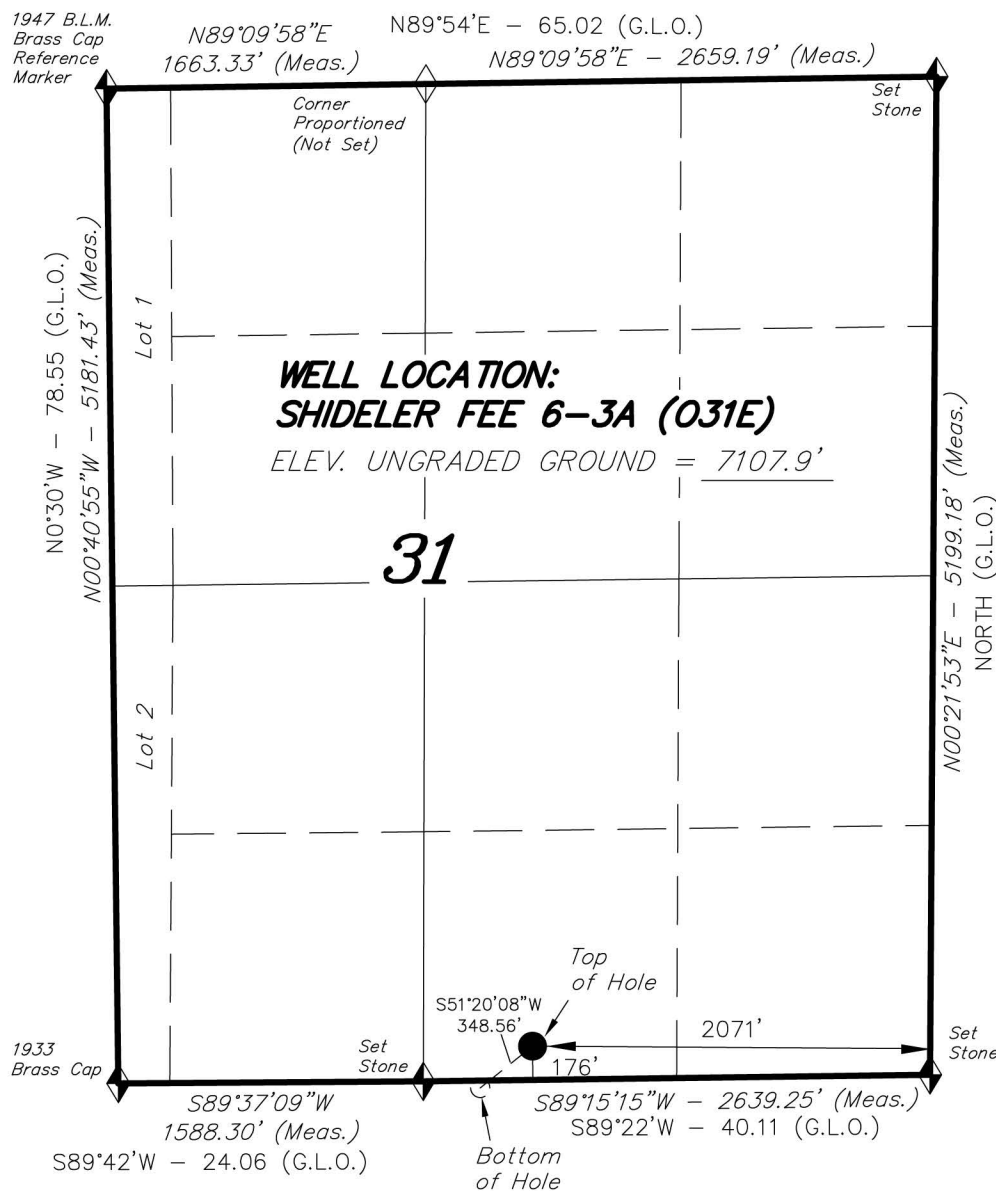 1947 B.L.M.
Brass Cap
Reference
Marker
N89°09'58"E
1663.33' (Meas.)
N89°54'E - 65.02 (G.L.O.)
N89°09'58"E - 2659.19' (Meas.)
Corner
Proportioned
(Not Set)
Set
Stone
N0°30'W - 78.55 (G.L.O.)
N00°40'55"W - 5181.43' (Meas.)
Lot 1
WELL LOCATION:
SHIDELER FEE 6-3A (O31E)
ELEV. UNGRADED GROUND = 7107.9'
31
N00°21'53"E - 5199.18' (Meas.)
NORTH (G.L.O.)
Lot 2
Top
of Hole
S51°20'08"W
348.56'
2071'
176'
1933
Brass Cap
Set
Stone
Set
Stone
S89°37'09"W
1588.30' (Meas.)
S89°42'W - 24.06 (G.L.O.)
S89°15'15"W - 2639.25' (Meas.)
S89°22'W - 40.11 (G.L.O.)
Bottom
of Hole